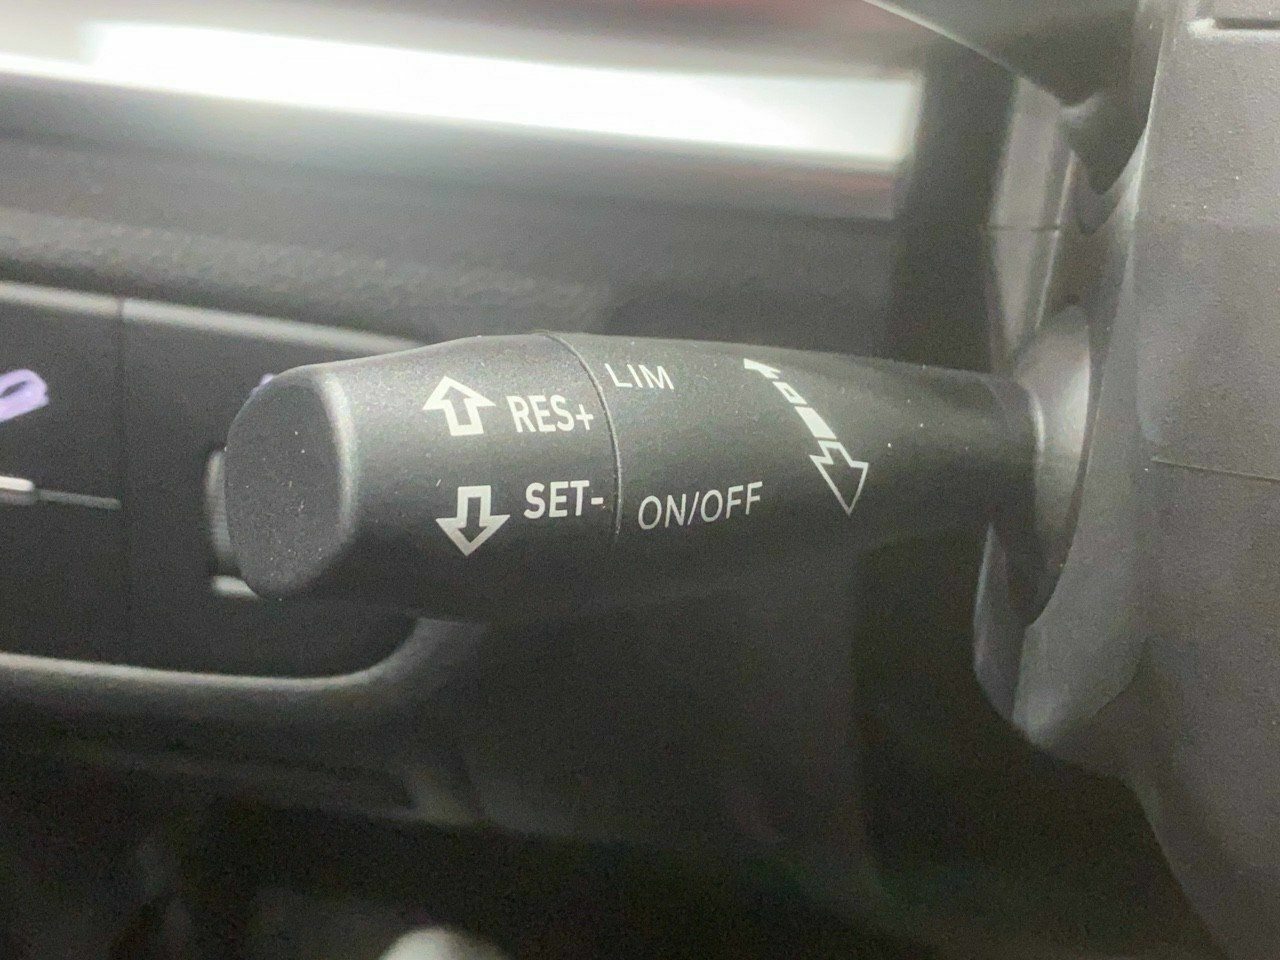 LIM
RES+
SET-
ON/OFF